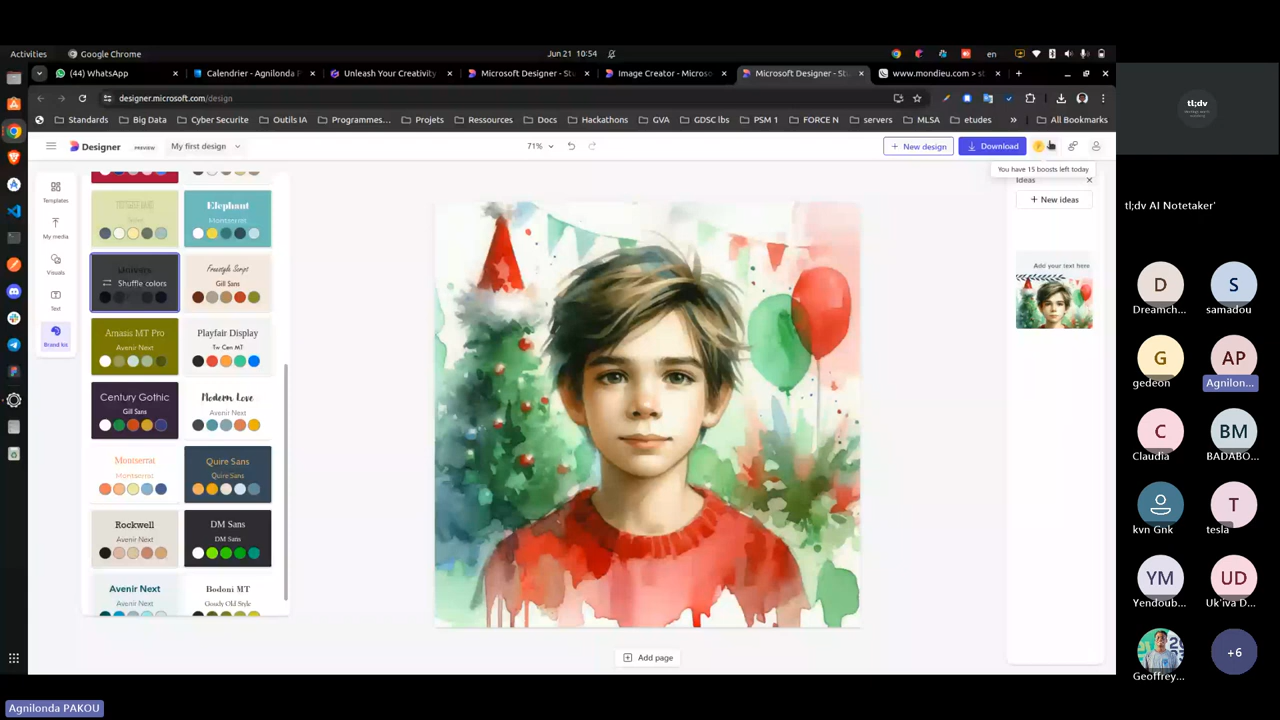 Activities
Google Chrome
Jun 21 10:54
en
(44) WhatsApp
Calendrier - Agnilonda P
Unleash Your Creativity
Microsoft Designer - Stu
Image Creator - Microso
Microsoft Designer - Stu
www.mondieu.com > st
designer.microsoft.com/design
Standards
Big Data
Cyber Securite
Outils IA
Programmes...
Projets
Ressources
Docs
Hackathons
GVA
GDSC lbs
PSM 1
FORCE N
servers
MLSA
etudes
All Bookmarks
Designer
PREVIEW
My first design
71%
New design
Download
You have 15 boosts left today
Ideas
New ideas
Add your text here
Templates
My media
Visuals
Text
Brand kit
Elephant
Montserrat
Shuffle colors
Freestyle Script
Gill Sans
Amasis MT Pro
Avenir Next
Playfair Display
Tw Cen MT
Century Gothic
Gill Sans
Modern Love
Avenir Next
Montserrat
Montserrat
Quire Sans
Quire Sans
Rockwell
Avenir Next
DM Sans
DM Sans
Avenir Next
Avenir Next
Bodoni MT
Goudy Old Style
Add page
tl;dv
tl;dv AI Notetaker'
D
Dreamch...
S
samadou
G
gedeon
AP
Agnilon...
C
Claudia
BM
BADABO...
kvn Gnk
T
tesla
YM
Yendoub...
UD
Uk'iva D...
Geoffrey...
+6
Agnilonda PAKOU